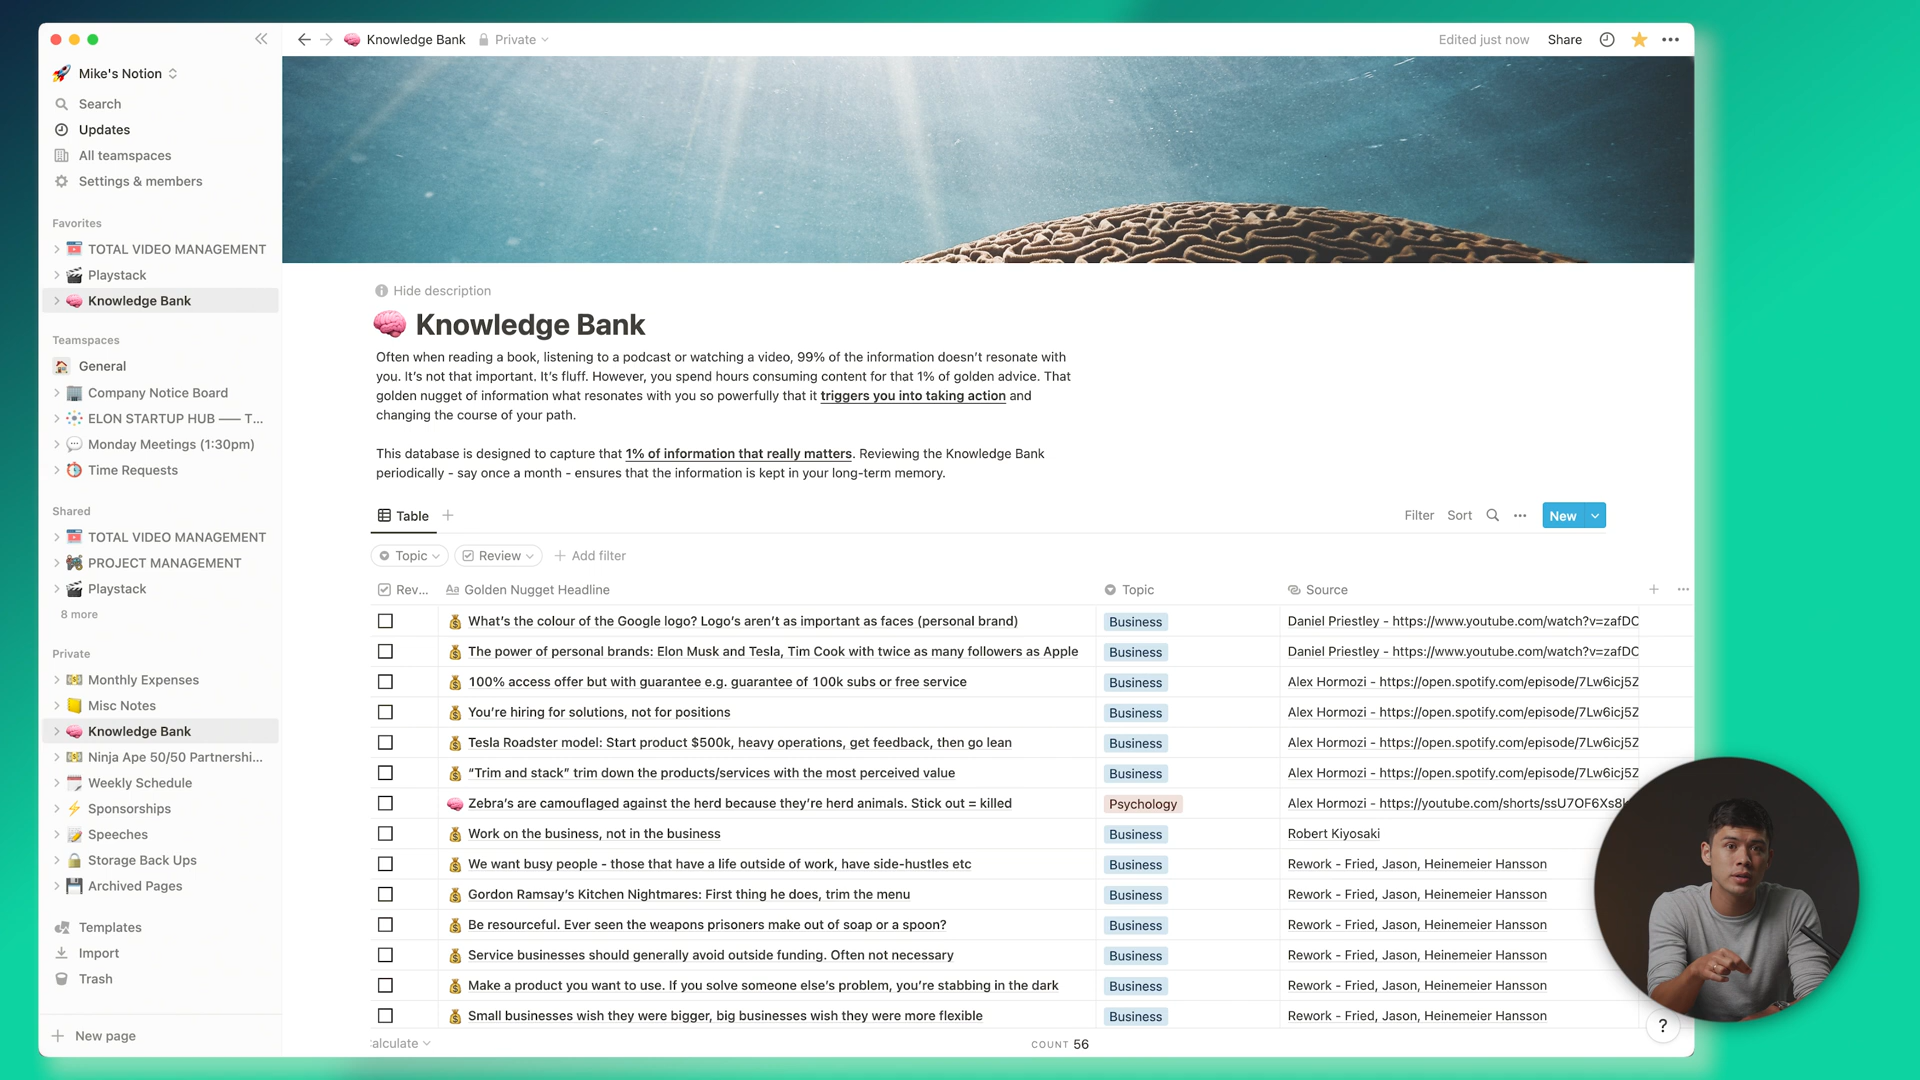 Mike's Notion
Search
Updates
All teamspaces
Settings & members
Favorites
TOTAL VIDEO MANAGEMENT
Playstack
Knowledge Bank
Teamspaces
General
Company Notice Board
ELON STARTUP HUB —— T...
Monday Meetings (1:30pm)
Time Requests
Shared
TOTAL VIDEO MANAGEMENT
PROJECT MANAGEMENT
Playstack
8 more
Private
Monthly Expenses
Misc Notes
Knowledge Bank
Ninja Ape 50/50 Partnershi...
Weekly Schedule
Sponsorships
Speeches
Storage Back Ups
Archived Pages
Templates
Import
Trash
New page
Knowledge Bank Private
Edited just now Share
Hide description
Knowledge Bank
Often when reading a book, listening to a podcast or watching a video, 99% of the information doesn't resonate with
you. It's not that important. It's fluff. However, you spend hours consuming content for that 1% of golden advice. That
golden nugget of information what resonates with you so powerfully that it triggers you into taking action and
changing the course of your path.
This database is designed to capture that 1% of information that really matters. Reviewing the Knowledge Bank
periodically - say once a month - ensures that the information is kept in your long-term memory.
Table
Filter Sort New
Topic Review Add filter
Rev... Aa Golden Nugget Headline Topic Source
What's the colour of the Google logo? Logo's aren't as important as faces (personal brand) Business Daniel Priestley - https://www.youtube.com/watch?v=zafDC
The power of personal brands: Elon Musk and Tesla, Tim Cook with twice as many followers as Apple Business Daniel Priestley - https://www.youtube.com/watch?v=zafDC
100% access offer but with guarantee e.g. guarantee of 100k subs or free service Business Alex Hormozi - https://open.spotify.com/episode/7Lw6icj5Z
You're hiring for solutions, not for positions Business Alex Hormozi - https://open.spotify.com/episode/7Lw6icj5Z
Tesla Roadster model: Start product $500k, heavy operations, get feedback, then go lean Business Alex Hormozi - https://open.spotify.com/episode/7Lw6icj5Z
“Trim and stack” trim down the products/services with the most perceived value Business Alex Hormozi - https://open.spotify.com/episode/7Lw6icj5Z
Zebra's are camouflaged against the herd because they're herd animals. Stick out = killed Psychology Alex Hormozi - https://youtube.com/shorts/ssU7OF6Xs8
Work on the business, not in the business Business Robert Kiyosaki
We want busy people - those that have a life outside of work, have side-hustles etc Business Rework - Fried, Jason, Heinemeier Hansson
Gordon Ramsay's Kitchen Nightmares: First thing he does, trim the menu Business Rework - Fried, Jason, Heinemeier Hansson
Be resourceful. Ever seen the weapons prisoners make out of soap or a spoon? Business Rework - Fried, Jason, Heinemeier Hansson
Service businesses should generally avoid outside funding. Often not necessary Business Rework - Fried, Jason, Heinemeier Hansson
Make a product you want to use. If you solve someone else's problem, you're stabbing in the dark Business Rework - Fried, Jason, Heinemeier Hansson
Small businesses wish they were bigger, big businesses wish they were more flexible Business Rework - Fried, Jason, Heinemeier Hansson
alculate COUNT 56
?